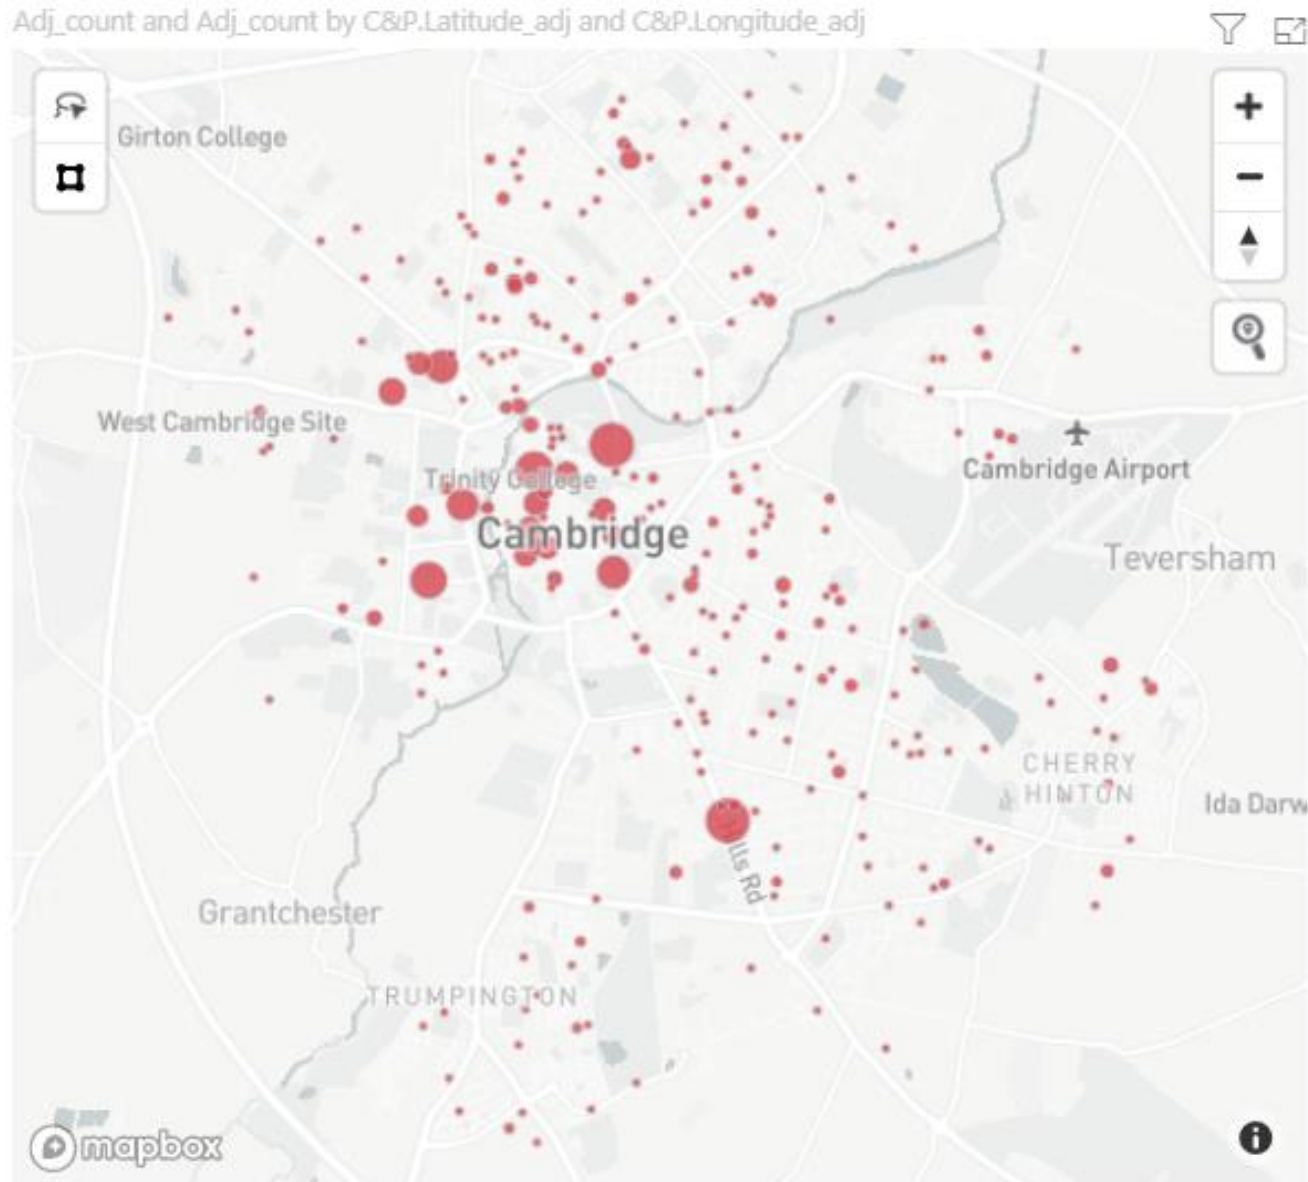 Adj_count and Adj_count by C&P.Latitude_adj and C&P.Longitude_adj
Girton College
West Cambridge Site
Trinity College
Cambridge Airport
Cambridge
Teversham
CHERRY
HINTON
Ida Darw
lls Rd
Grantchester
TRUMPINGTON
mapbox